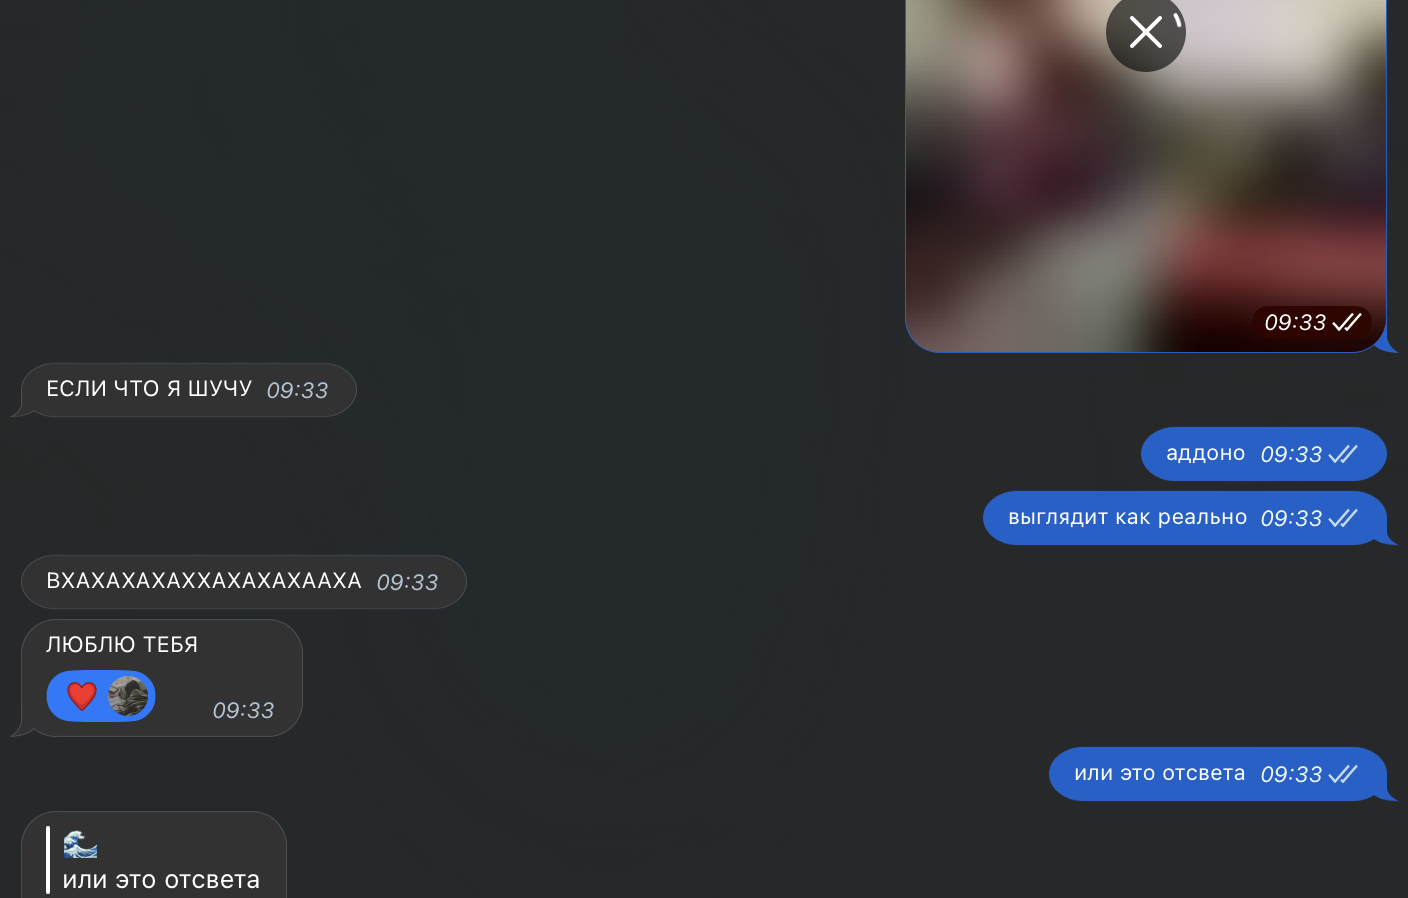 09:33
ЕСЛИ ЧТО Я ШУЧУ 09:33
аддоно 09:33
выглядит как реально 09:33
ВХАХАХАХАХХАХАХАХААХА 09:33
ЛЮБЛЮ ТЕБЯ
09:33
или это отсвета 09:33
или это отсвета